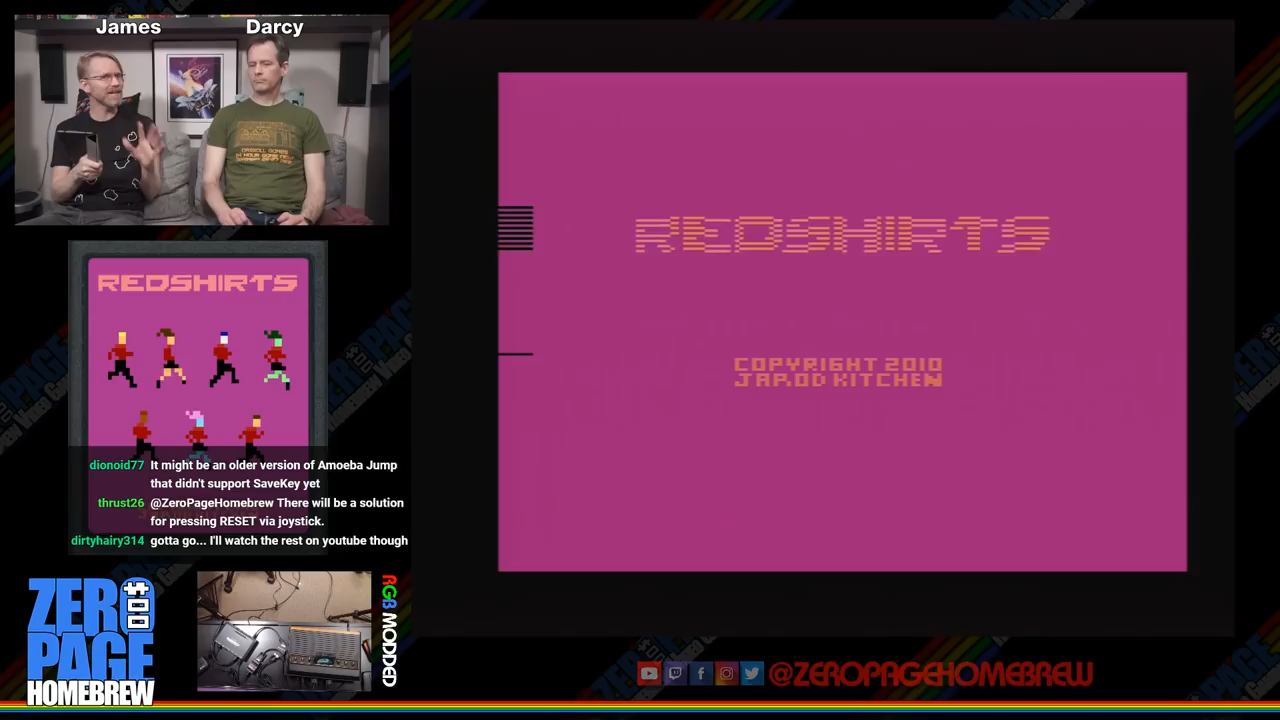 James
Darcy
REDSHIRTS
dionoid77 It might be an older version of Amoeba Jump
that didn't support SaveKey yet
thrust26 @ZeroPageHomebrew There will be a solution
for pressing RESET via joystick.
dirtyhairy314 gotta go... I'll watch the rest on youtube though
ZERO
PAGE
HOMEBREW
RGB MODDED
REDSHIRTS
COPYRIGHT 2010
JAROD KITCHEN
@ZEROPAGEHOMEBREW